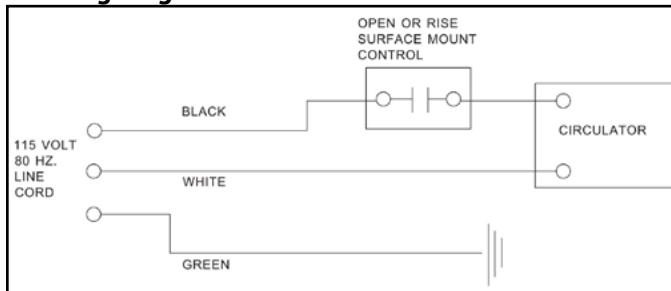 OPEN OR RISE
SURFACE MOUNT
CONTROL
BLACK
CIRCULATOR
115 VOLT
80 HZ.
LINE
CORD
WHITE
GREEN